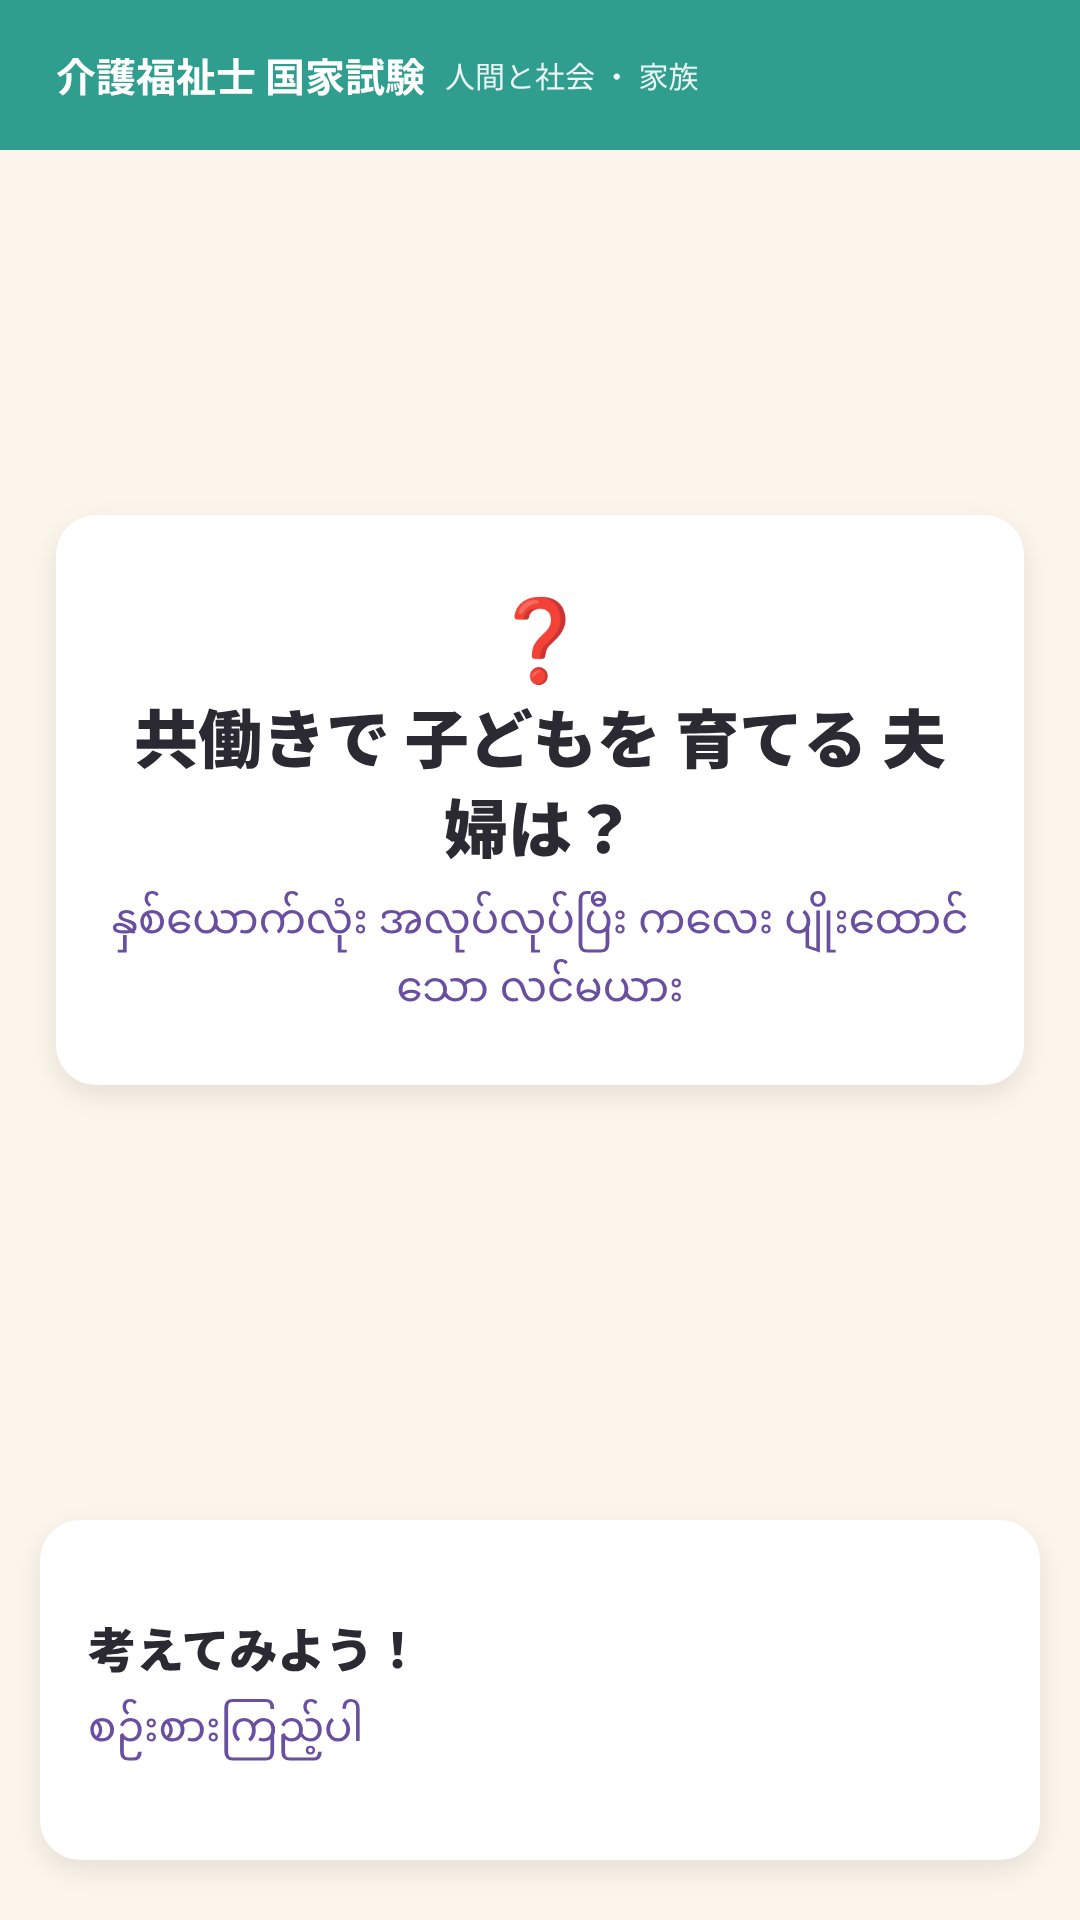 介護福祉士 国家試験 人間と社会 ・ 家族
❓
共働きで 子どもを 育てる 夫
婦は？
နှစ်ယောက်လုံး အလုပ်လုပ်ပြီး ကလေး ပျိုးထောင်
သော လင်မယား
考えてみよう！
စဉ်းစားကြည့်ပါ